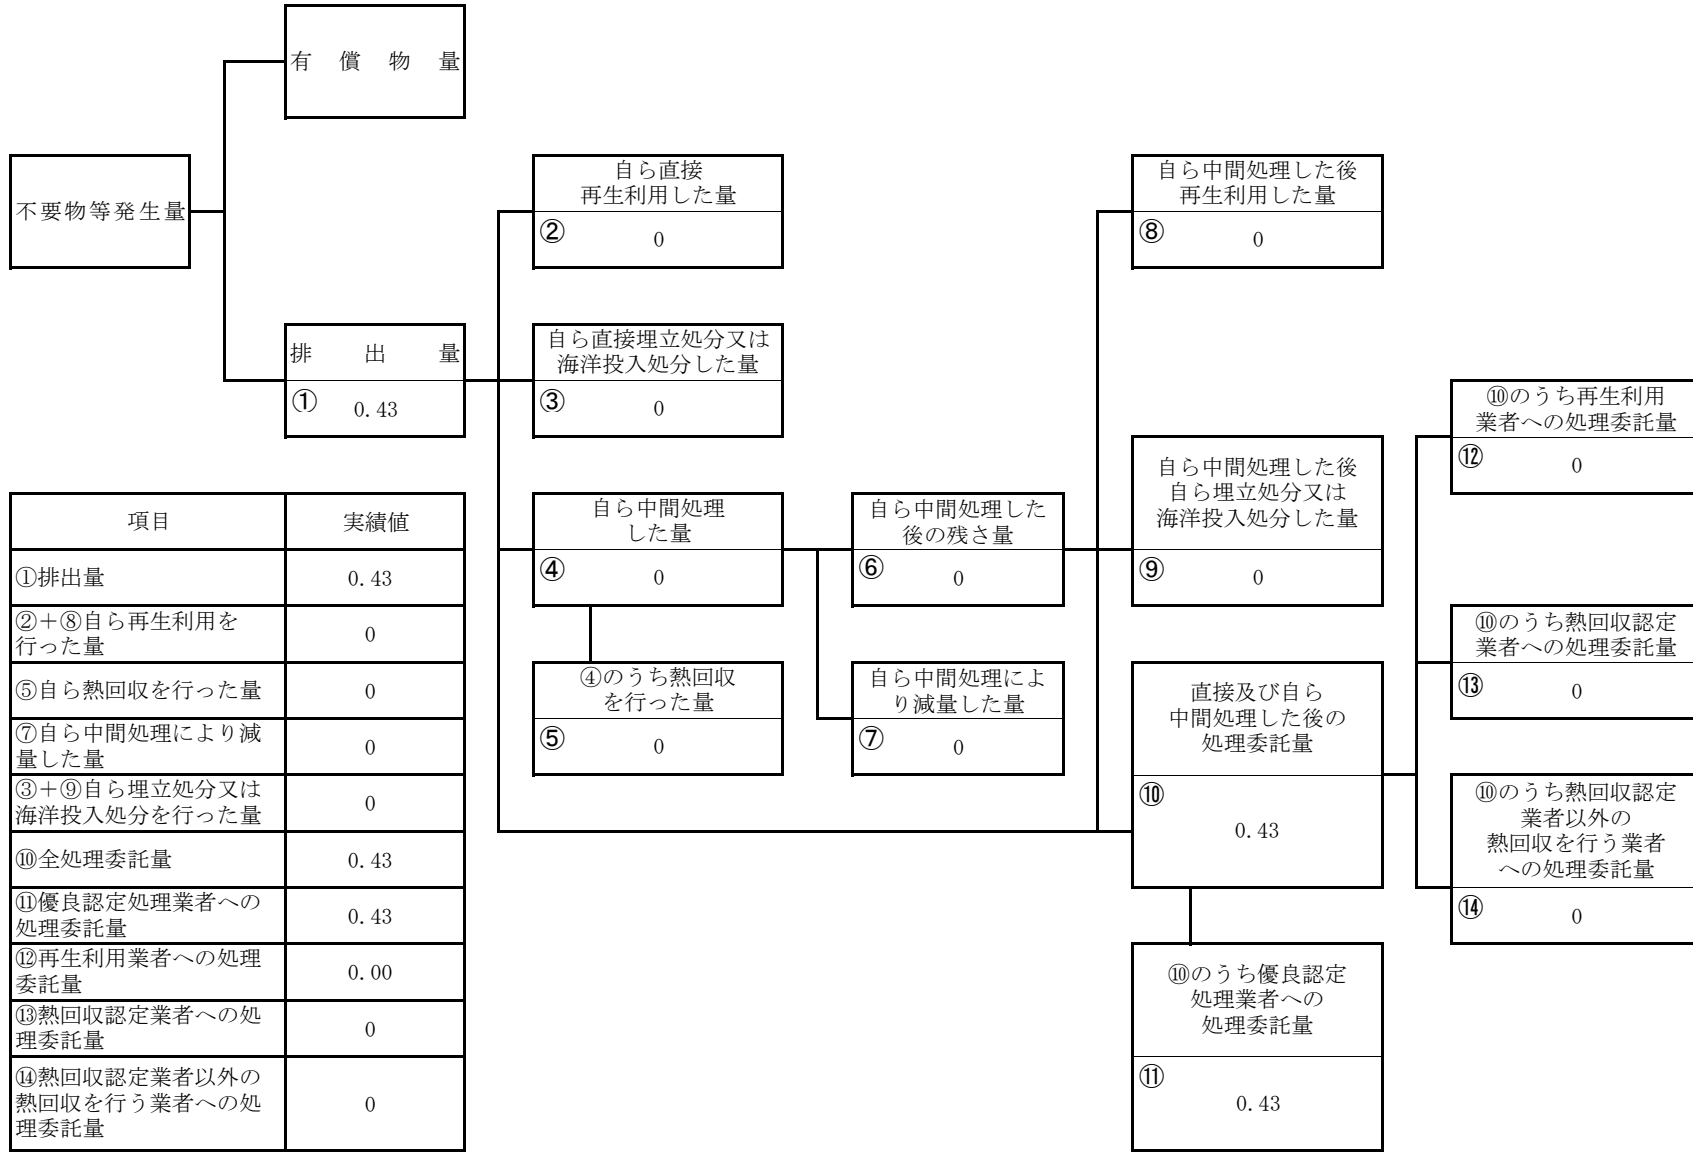 有償物量
不要物等発生量
排出量
① 0.43
自ら直接
再生利用した量
② 0
自ら直接埋立処分又は
海洋投入処分した量
③ 0
自ら中間処理
した量
④ 0
④のうち熱回収
を行った量
⑤ 0
自ら中間処理した
後の残さ量
⑥ 0
自ら中間処理によ
り減量した量
⑦ 0
自ら中間処理した後
再生利用した量
⑧ 0
自ら中間処理した後
自ら埋立処分又は
海洋投入処分した量
⑨ 0
直接及び自ら
中間処理した後の
処理委託量
⑩
0.43
⑩のうち優良認定
処理業者への
処理委託量
⑪
0.43
⑩のうち再生利用
業者への処理委託量
⑫ 0
⑩のうち熱回収認定
業者への処理委託量
⑬ 0
⑩のうち熱回収認定
業者以外の
熱回収を行う業者
への処理委託量
⑭ 0
項目 実績値
①排出量 0.43
②＋⑧自ら再生利用を
行った量 0
⑤自ら熱回収を行った量 0
⑦自ら中間処理により減
量した量 0
③＋⑨自ら埋立処分又は
海洋投入処分を行った量 0
⑩全処理委託量 0.43
⑪優良認定処理業者への
処理委託量 0.43
⑫再生利用業者への処理
委託量 0.00
⑬熱回収認定業者への処
理委託量 0
⑭熱回収認定業者以外の
熱回収を行う業者への処
理委託量 0